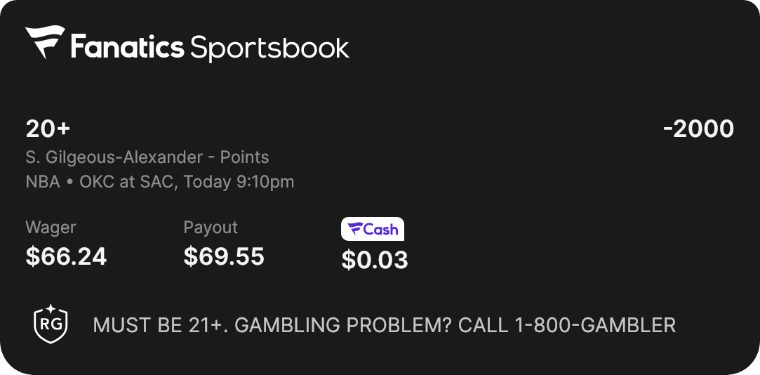 Fanatics Sportsbook
20+ -2000
S. Gilgeous-Alexander - Points
NBA • OKC at SAC, Today 9:10pm
Wager Payout Cash
$66.24 $69.55 $0.03
RG MUST BE 21+. GAMBLING PROBLEM? CALL 1-800-GAMBLER